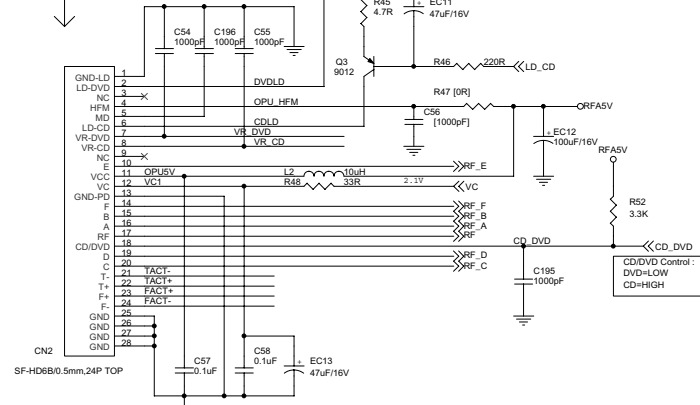 R45
4.7R
EC11
47uF/16V
C54
1000pF
C196
1000pF
C55
1000pF
Q3
9012
R46
220R
LD_CD
GND-LD
1
LD-DVD
2
DVDLD
NC
3
HFM
4
OPU_HFM
MD
5
LD-CD
6
CDLD
VR-DVD
7
VR_DVD
VR-CD
8
VR_CD
NC
9
E
10
RF_E
VCC
11
OPU5V
L2
10uH
VC
12
VC1
R48
33R
2.1V
VC
GND-PD
13
F
14
RF_F
B
15
RF_B
A
16
RF_A
RF
17
RF
CD/DVD
18
CD_DVD
CD_DVD
D
19
RF_D
C
20
RF_C
T-
21
TACT-
T+
22
TACT+
F+
23
FACT+
F-
24
FACT-
GND
25
GND
26
GND
27
GND
28
R47 [0R]
C56
[1000pF]
RFA5V
EC12
100uF/16V
RFA5V
R52
3.3K
C195
1000pF
CD/DVD Control :
DVD=LOW
CD=HIGH
CN2
SF-HD6B/0.5mm,24P TOP
C57
0.1uF
C58
0.1uF
EC13
47uF/16V